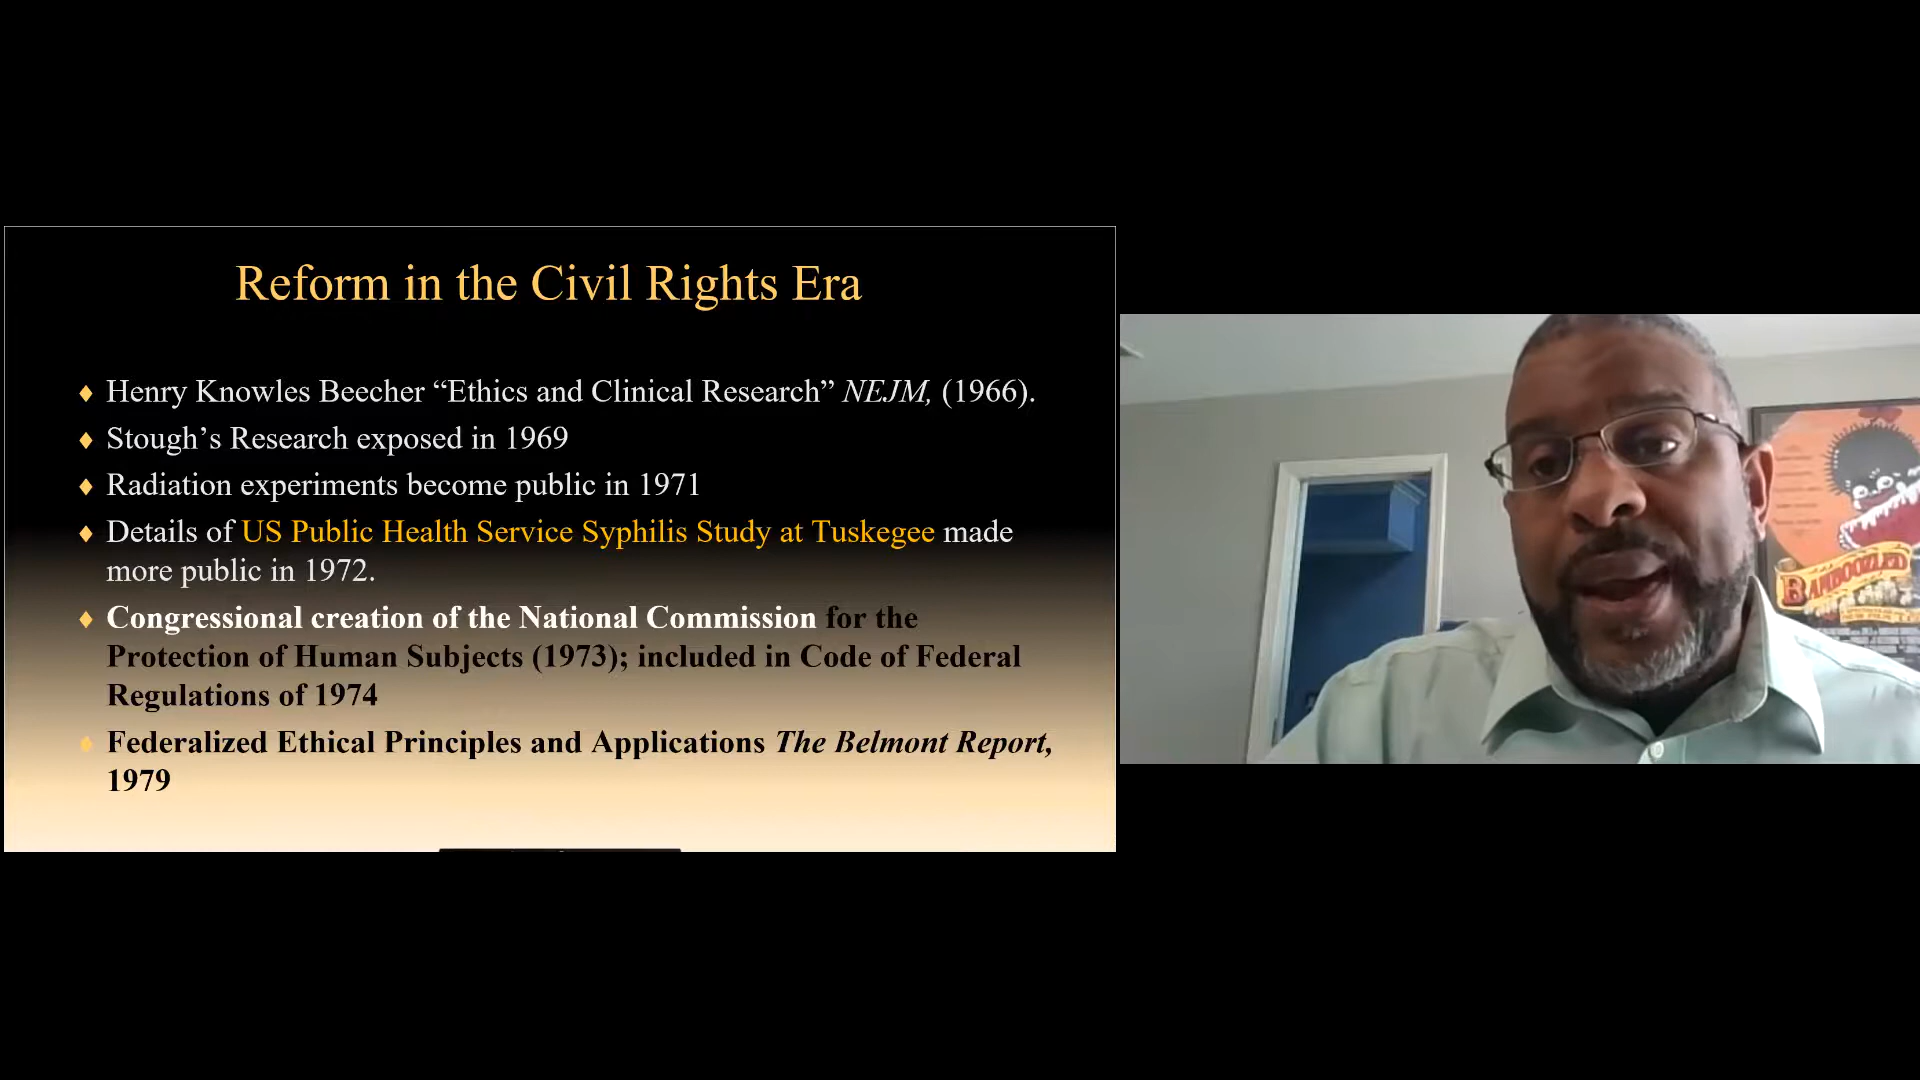 Reform in the Civil Rights Era
♦ Henry Knowles Beecher “Ethics and Clinical Research” NEJM, (1966).
♦ Stough’s Research exposed in 1969
♦ Radiation experiments become public in 1971
♦ Details of US Public Health Service Syphilis Study at Tuskegee made
more public in 1972.
♦ Congressional creation of the National Commission for the
Protection of Human Subjects (1973); included in Code of Federal
Regulations of 1974
♦ Federalized Ethical Principles and Applications The Belmont Report,
1979
BAMBOOZLED